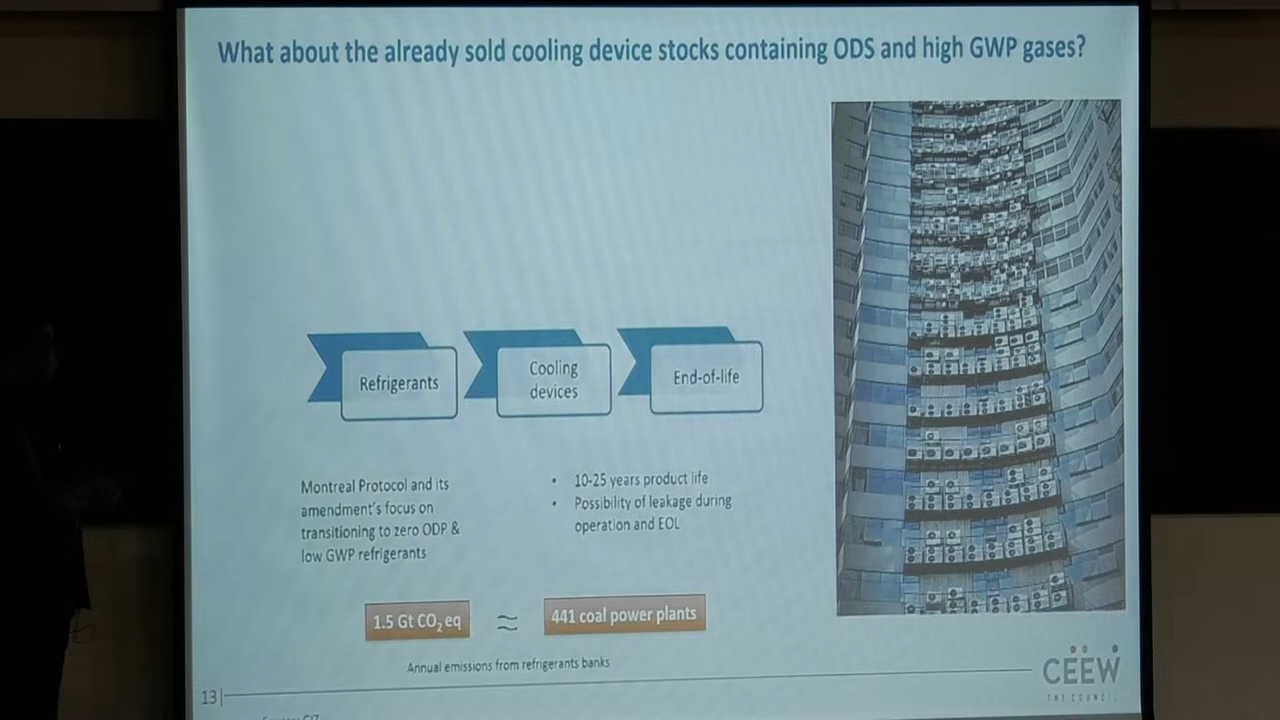 What about the already sold cooling device stocks containing ODS and high GWP gases?
Refrigerants
Cooling
devices
End-of-life
Montreal Protocol and its
amendment's focus on
transitioning to zero ODP &
low GWP refrigerants
• 10-25 years product life
• Possibility of leakage during
operation and EOL
1.5 Gt CO₂ eq
≈
441 coal power plants
Annual emissions from refrigerants banks
13|
CEEW
THE COUNCIL